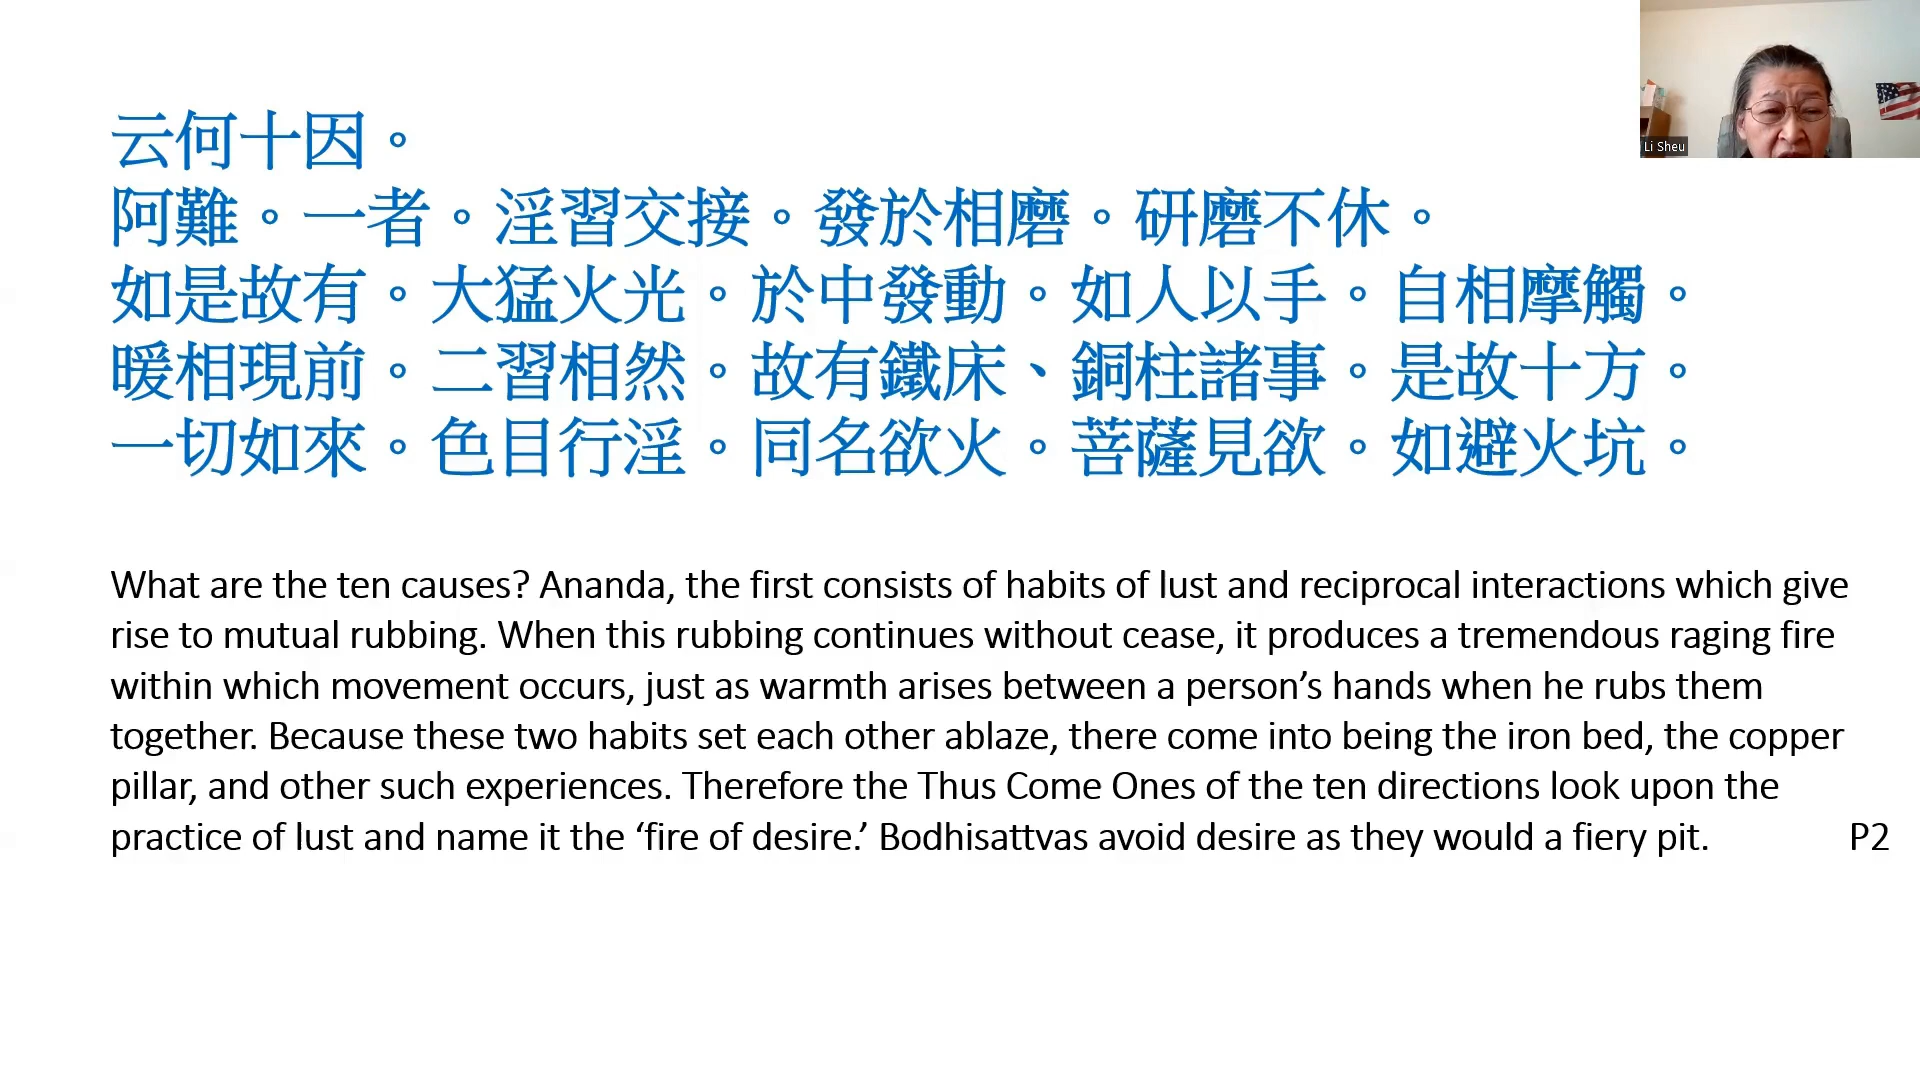 云何十因。
阿難。一者。淫習交接。發於相磨。研磨不休。
如是故有。大猛火光。於中發動。如人以手。自相摩觸。
暖相現前。二習相然。故有鐵床、銅柱諸事。是故十方。
一切如來。色目行淫。同名欲火。菩薩見欲。如避火坑。
What are the ten causes? Ananda, the first consists of habits of lust and reciprocal interactions which give
rise to mutual rubbing. When this rubbing continues without cease, it produces a tremendous raging fire
within which movement occurs, just as warmth arises between a person’s hands when he rubs them
together. Because these two habits set each other ablaze, there come into being the iron bed, the copper
pillar, and other such experiences. Therefore the Thus Come Ones of the ten directions look upon the
practice of lust and name it the ‘fire of desire.’ Bodhisattvas avoid desire as they would a fiery pit.
P2
Li Sheu